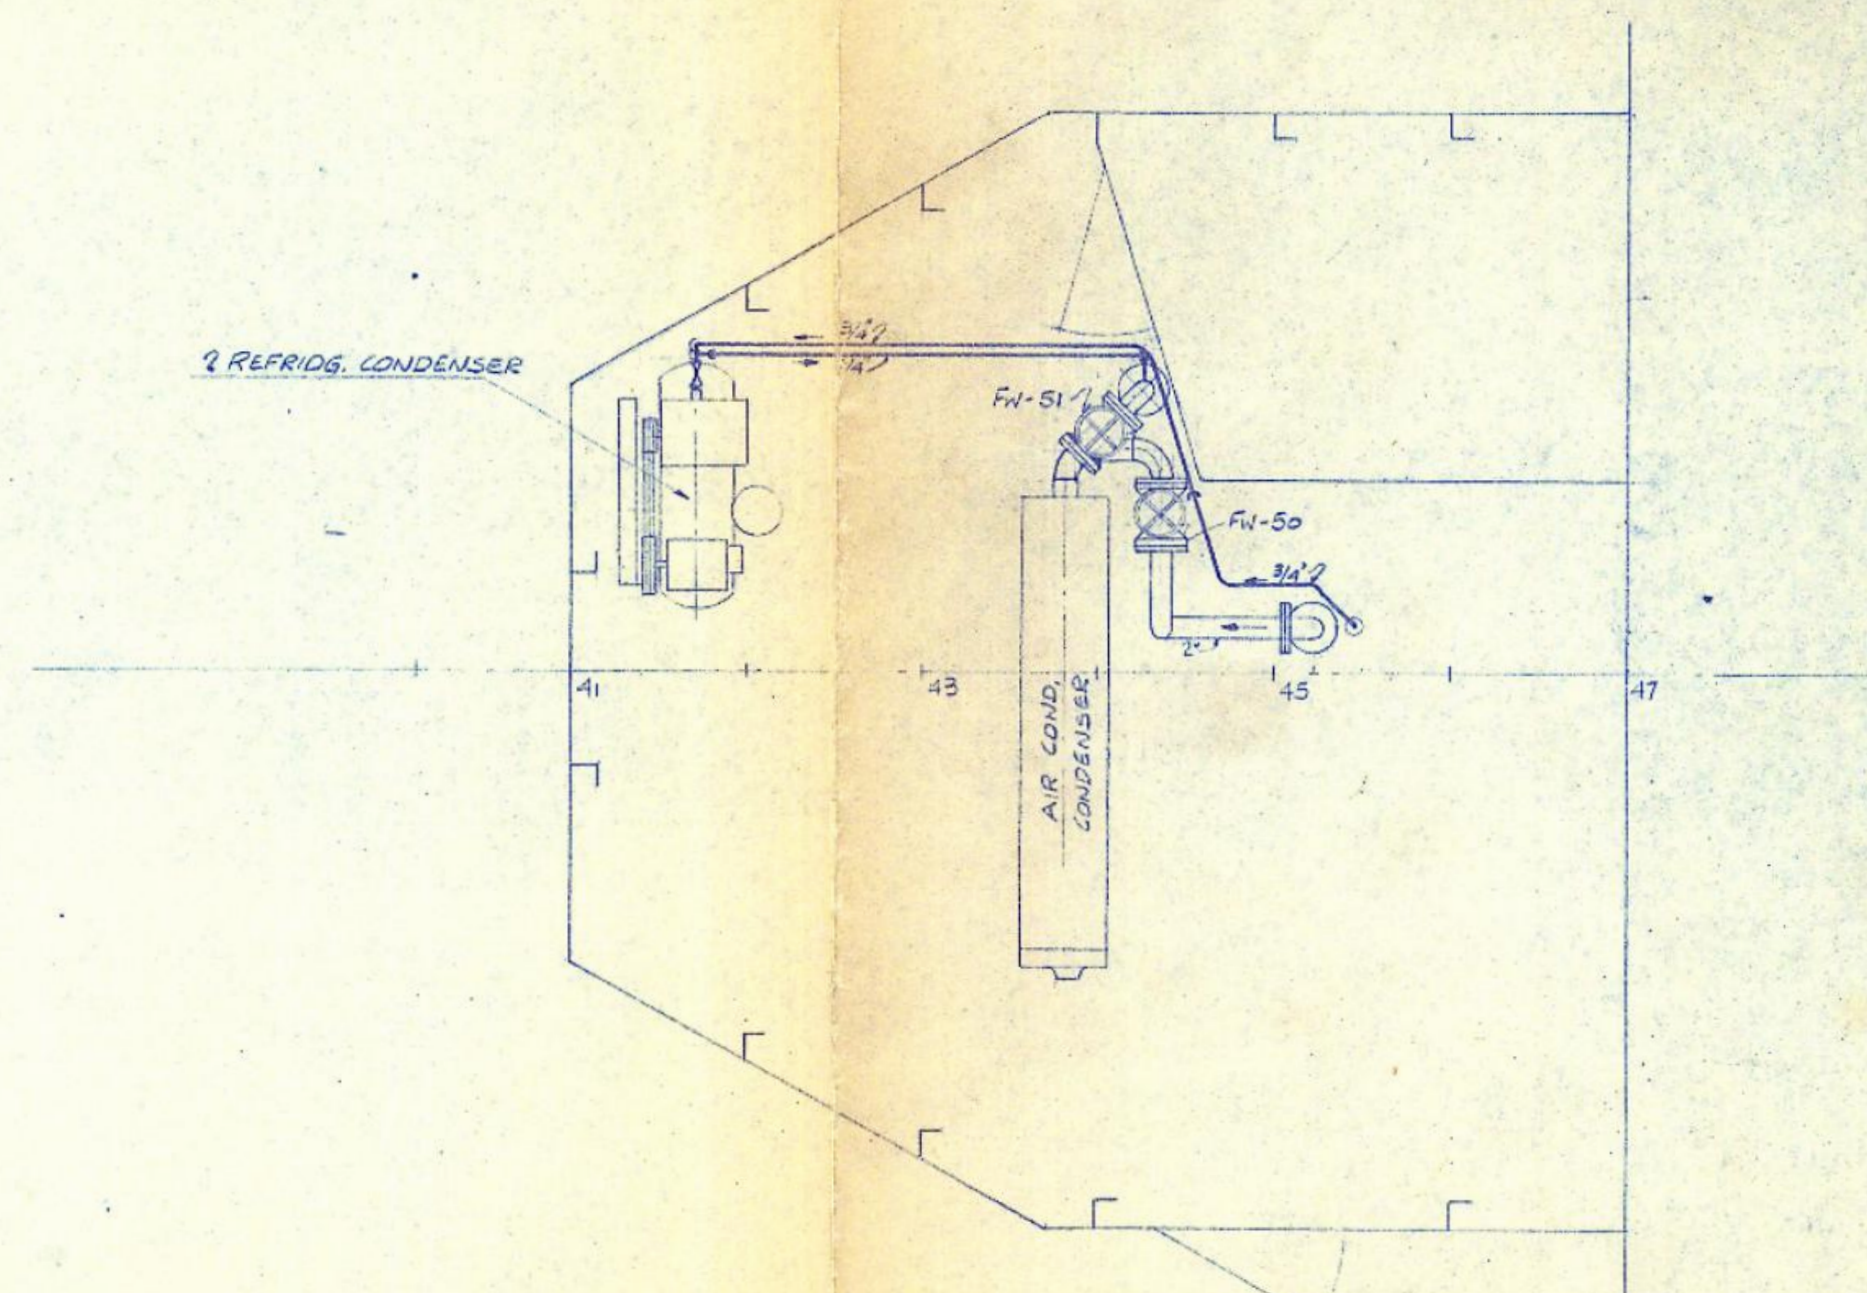 2 REFRIDG. CONDENSER
3/4"
3/4"
FW-51
FW-50
3/4"
2"
41
43
45
47
AIR COND.
CONDENSER